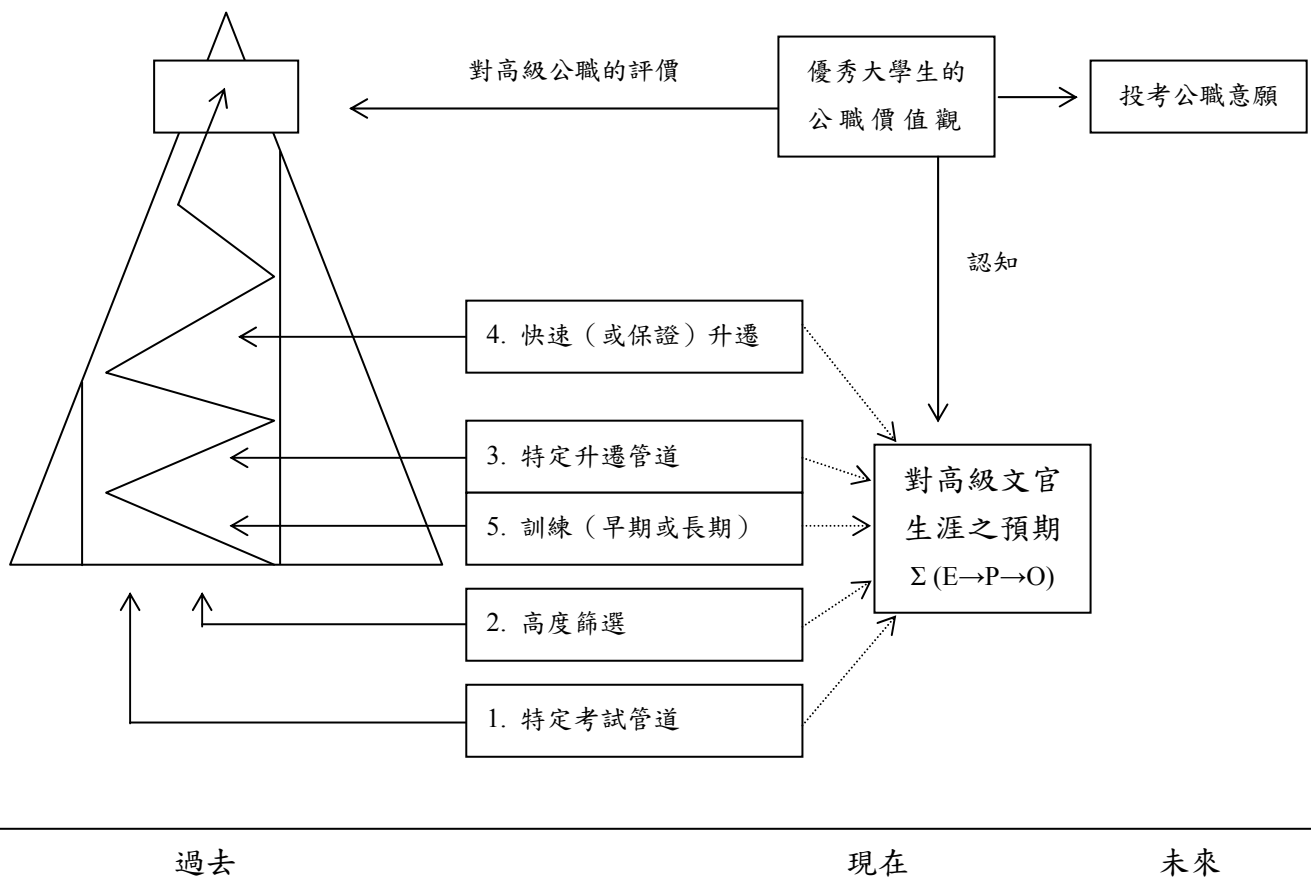 對高級公職的評價
優秀大學生的
公職價值觀
投考公職意願
認知
4. 快速（或保證）升遷
3. 特定升遷管道
5. 訓練（早期或長期）
2. 高度篩選
1. 特定考試管道
對高級文官
生涯之預期
Σ (E→P→O)
過去
現在
未來